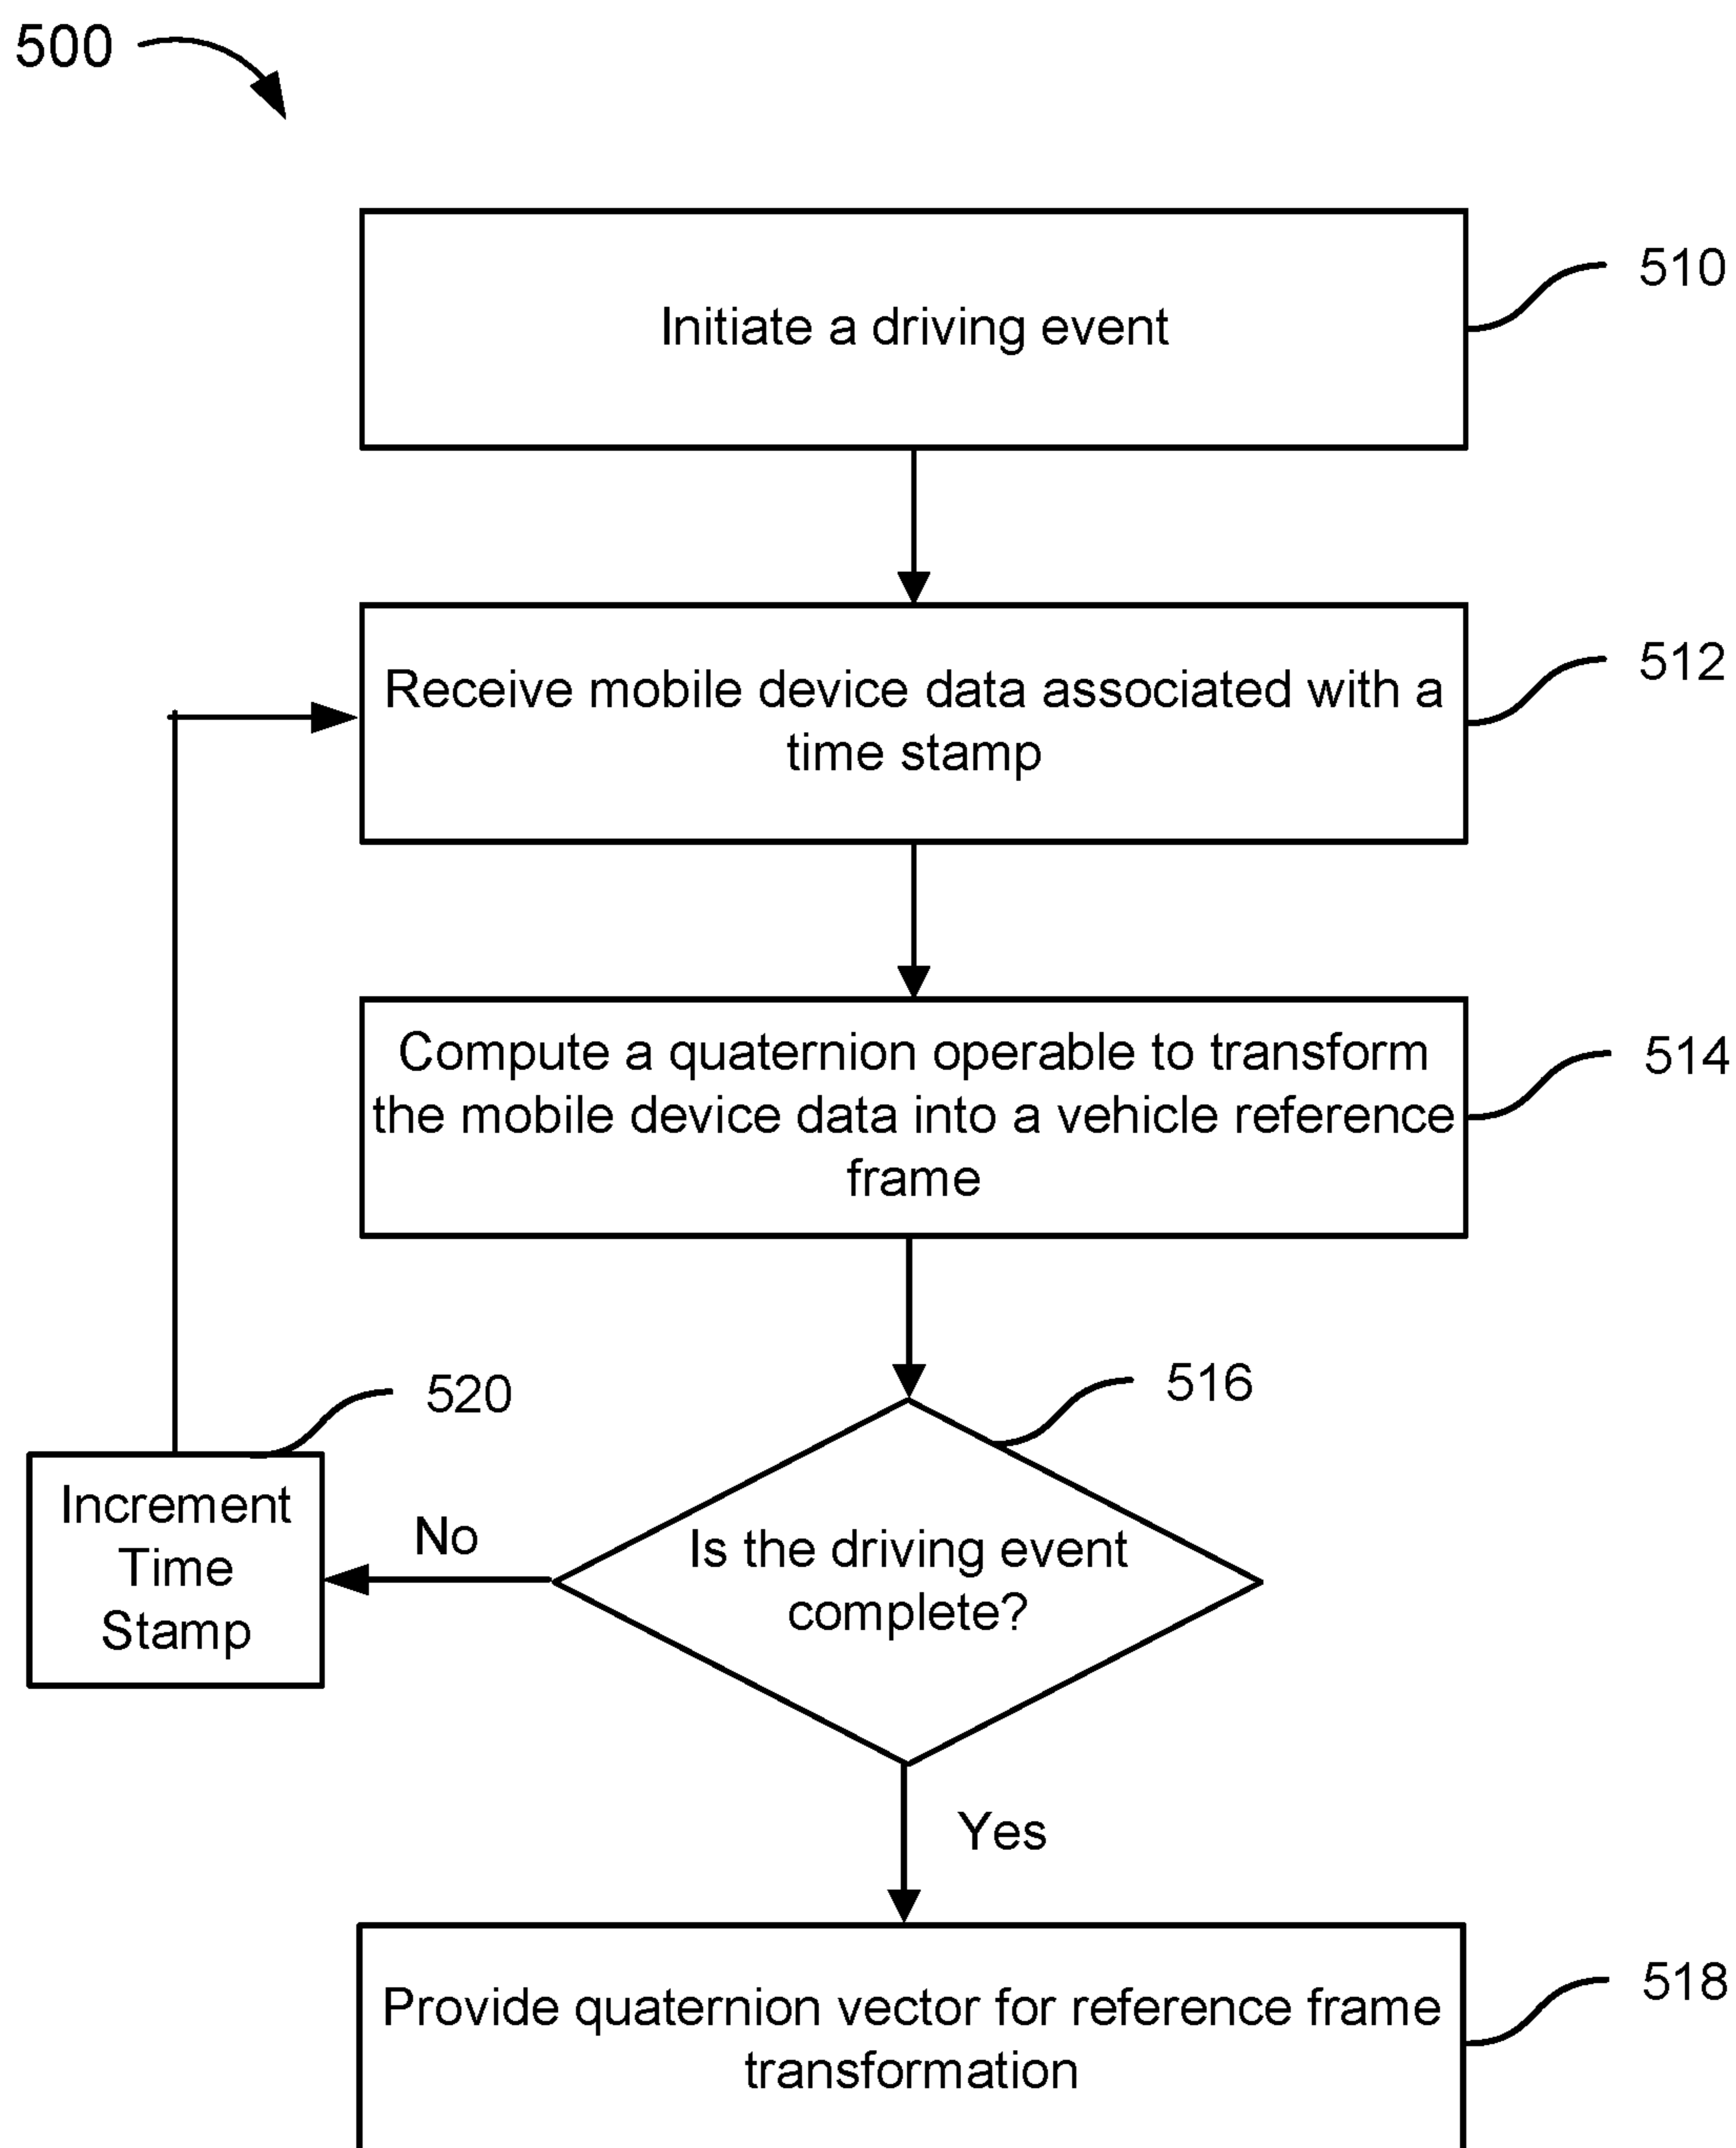 500
Initiate a driving event
510
Receive mobile device data associated with a
time stamp
512
Compute a quaternion operable to transform
the mobile device data into a vehicle reference
frame
514
516
Is the driving event
complete?
No
520
Increment
Time
Stamp
Yes
Provide quaternion vector for reference frame
transformation
518